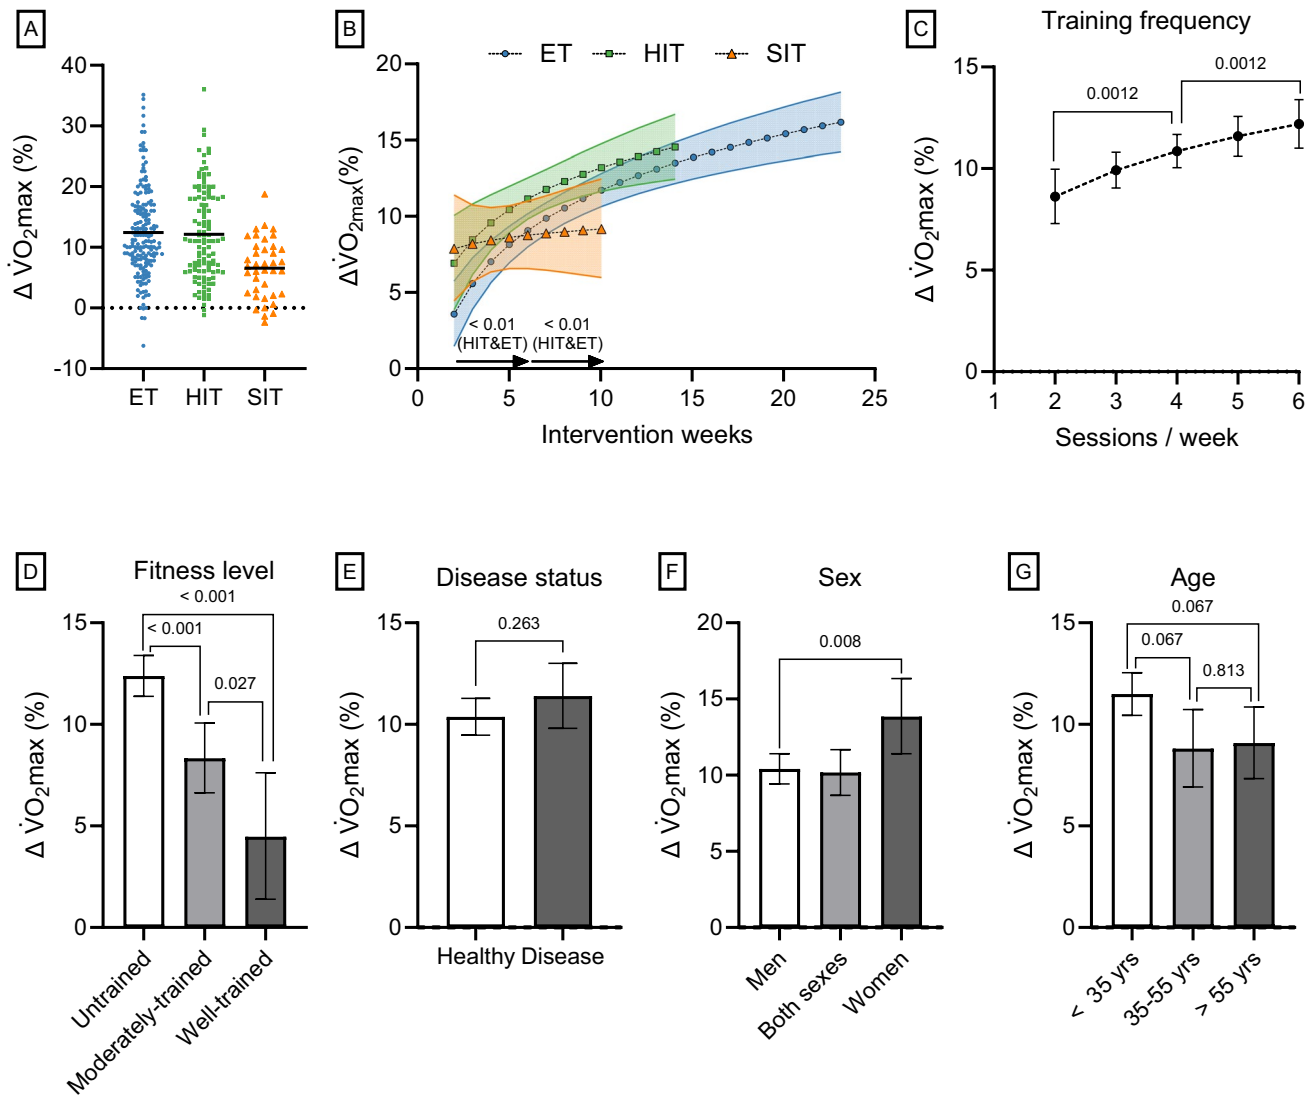 A
Δ V̇O₂max (%)
40
30
20
10
0
-10
ET HIT SIT
B
ET HIT SIT
ΔV̇O₂max(%)
20
15
10
5
0
< 0.01 < 0.01
(HIT&ET) (HIT&ET)
0 5 10 15 20 25
Intervention weeks
C
Training frequency
Δ V̇O₂max (%)
15
10
5
0
0.0012
0.0012
1 2 3 4 5 6
Sessions / week
D
Fitness level
Δ V̇O₂max (%)
15
10
5
0
< 0.001
< 0.001
0.027
Untrained
Moderately-trained
Well-trained
E
Disease status
Δ V̇O₂max (%)
15
10
5
0
0.263
Healthy Disease
F
Sex
Δ V̇O₂max (%)
20
15
10
5
0
0.008
Men
Both sexes
Women
G
Age
Δ V̇O₂max (%)
15
10
5
0
0.067
0.067
0.813
< 35 yrs
35-55 yrs
> 55 yrs